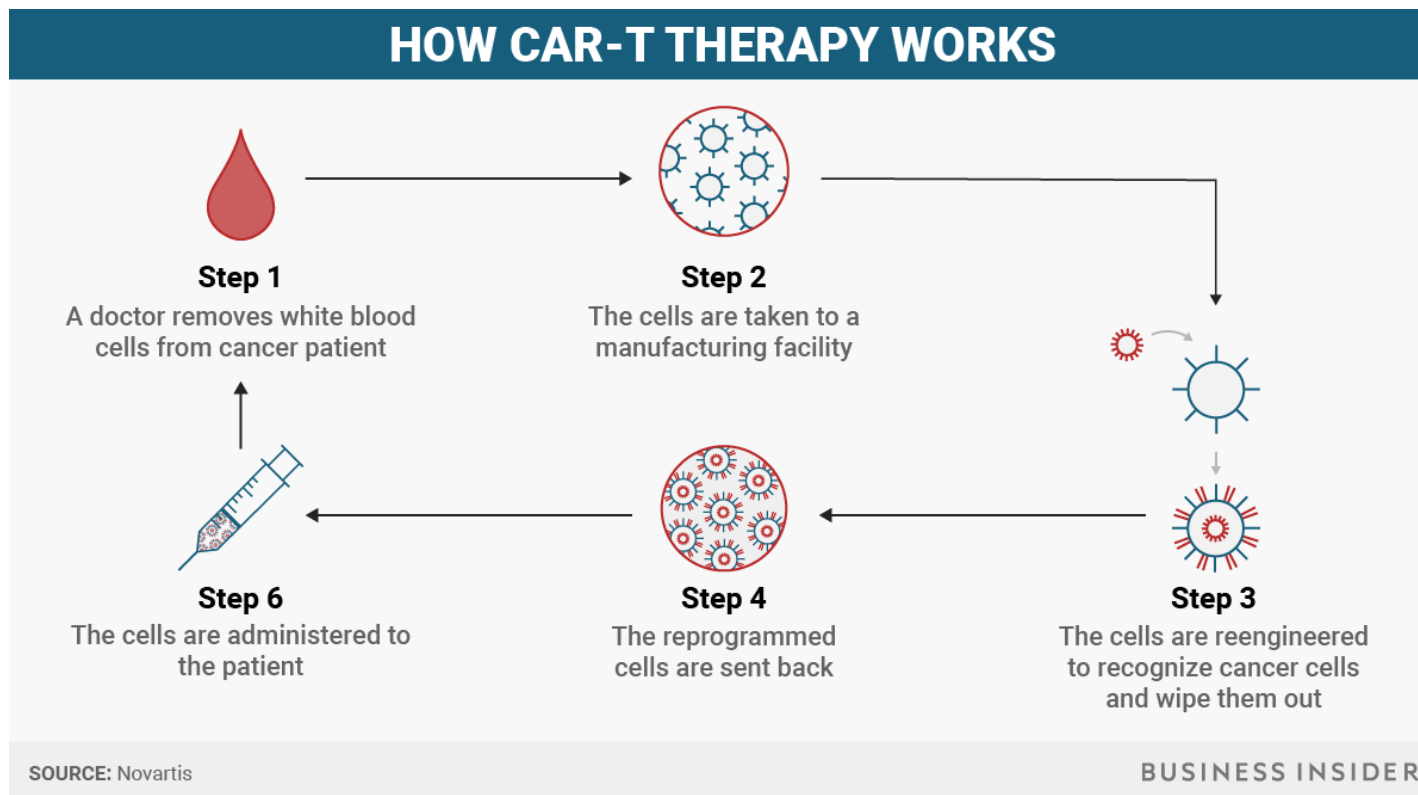 HOW CAR-T THERAPY WORKS
Step 1
A doctor removes white blood
cells from cancer patient
Step 2
The cells are taken to a
manufacturing facility
Step 3
The cells are reengineered
to recognize cancer cells
and wipe them out
Step 4
The reprogrammed
cells are sent back
Step 6
The cells are administered to
the patient
SOURCE: Novartis
BUSINESS INSIDER